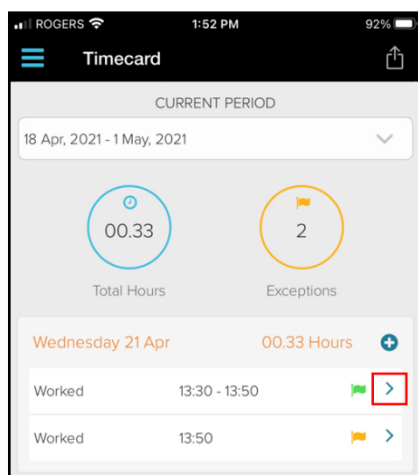 ROGERS 1:52 PM 92%
Timecard
CURRENT PERIOD
18 Apr, 2021 - 1 May, 2021
00.33 2
Total Hours Exceptions
Wednesday 21 Apr 00.33 Hours
Worked 13:30 - 13:50
Worked 13:50